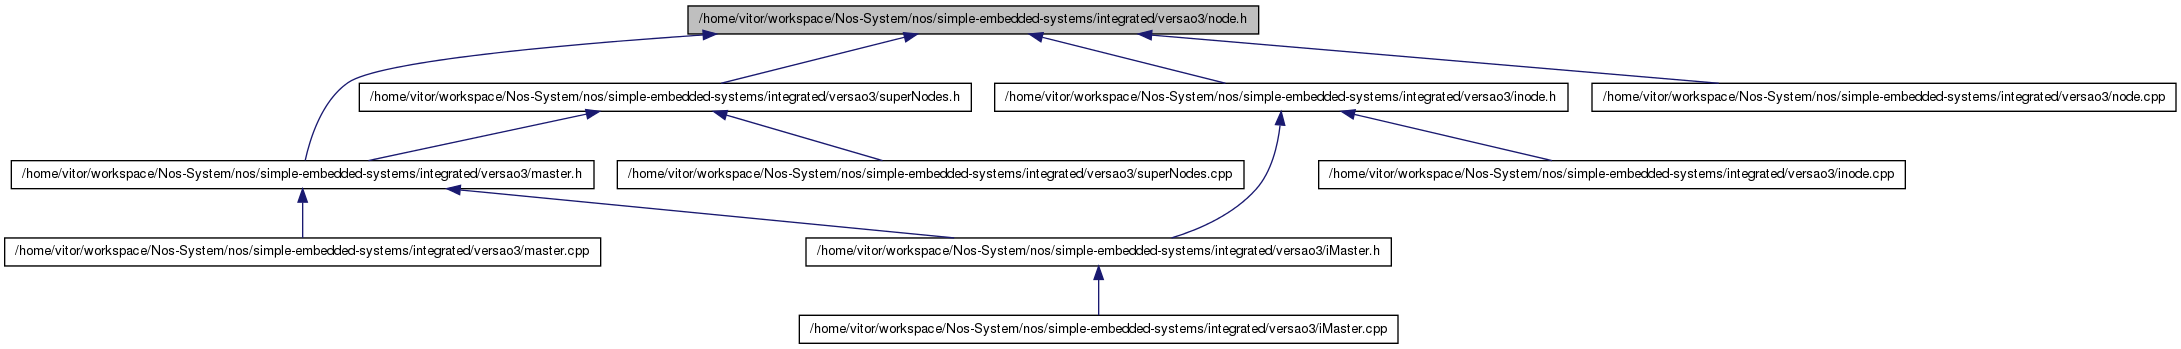 /home/vitor/workspace/Nos-System/nos/simple-embedded-systems/integrated/versao3/node.h
/home/vitor/workspace/Nos-System/nos/simple-embedded-systems/integrated/versao3/superNodes.h
/home/vitor/workspace/Nos-System/nos/simple-embedded-systems/integrated/versao3/inode.h
/home/vitor/workspace/Nos-System/nos/simple-embedded-systems/integrated/versao3/node.cpp
/home/vitor/workspace/Nos-System/nos/simple-embedded-systems/integrated/versao3/master.h
/home/vitor/workspace/Nos-System/nos/simple-embedded-systems/integrated/versao3/superNodes.cpp
/home/vitor/workspace/Nos-System/nos/simple-embedded-systems/integrated/versao3/inode.cpp
/home/vitor/workspace/Nos-System/nos/simple-embedded-systems/integrated/versao3/master.cpp
/home/vitor/workspace/Nos-System/nos/simple-embedded-systems/integrated/versao3/iMaster.h
/home/vitor/workspace/Nos-System/nos/simple-embedded-systems/integrated/versao3/iMaster.cpp